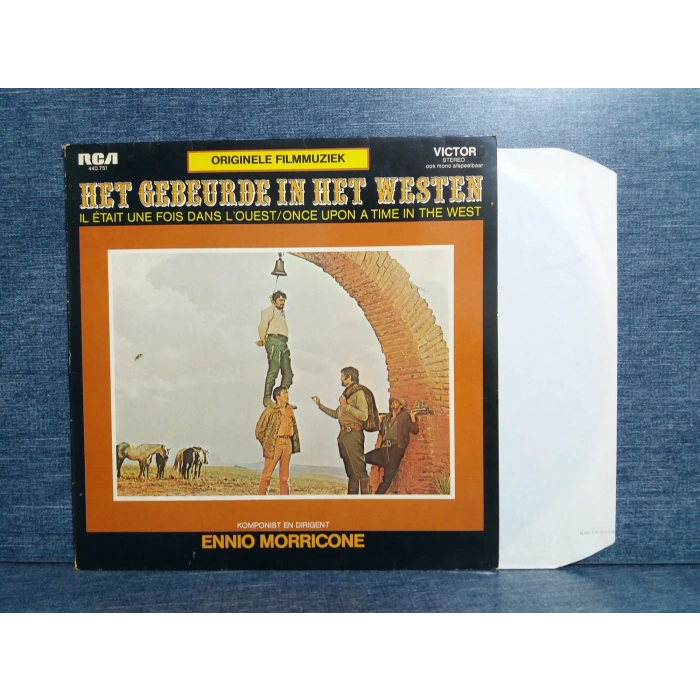 RCA
440.751
ORIGINELE FILMMUZIEK
VICTOR
STEREO
ook mono afspeelbaar
HET GEBEURDE IN HET WESTEN
IL ÉTAIT UNE FOIS DANS L'OUEST/ONCE UPON A TIME IN THE WEST
KOMPONIST EN DIRIGENT
ENNIO MORRICONE